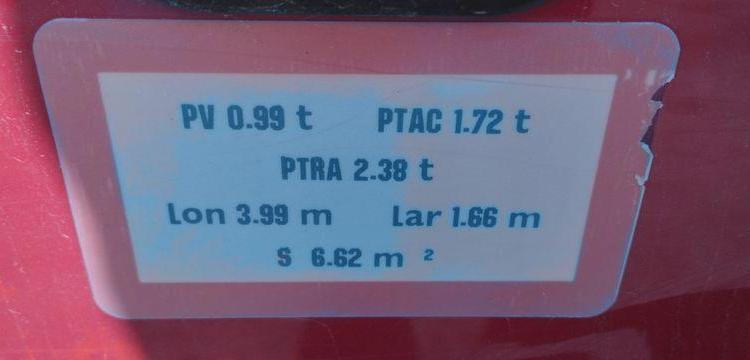 PV 0.99 t PTAC 1.72 t
PTRA 2.38 t
Lon 3.99 m Lar 1.66 m
S 6.62 m ²